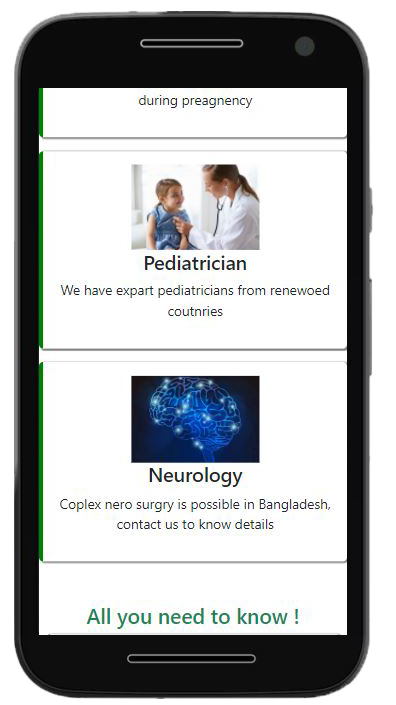 during preagnency
Pediatrician
We have expart pediatricians from renewoed
coutnries
Neurology
Coplex nero surgry is possible in Bangladesh,
contact us to know details
All you need to know !